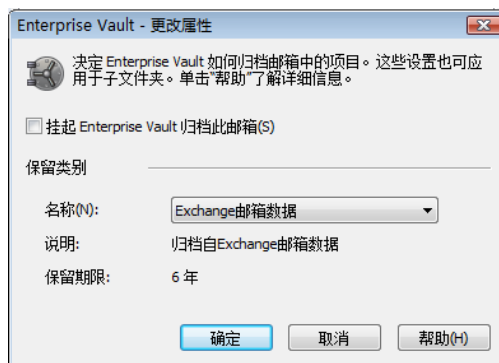 Enterprise Vault - 更改属性
决定 Enterprise Vault 如何归档邮箱中的项目。这些设置也可应
用于子文件夹。单击“帮助”了解详细信息。
挂起 Enterprise Vault 归档此邮箱(S)
保留类别
名称(N): Exchange邮箱数据
说明: 归档自Exchange邮箱数据
保留期限: 6 年
确定 取消 帮助(H)